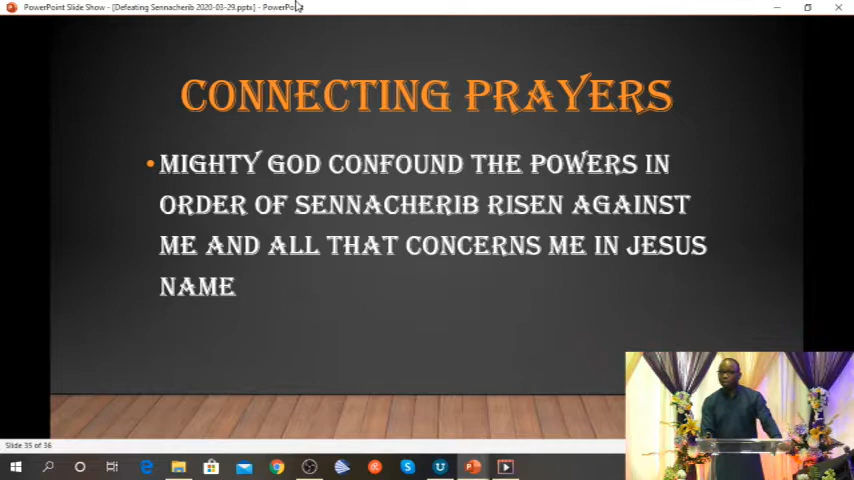 PowerPoint Slide Show - [Defeating Sennacherib 2020-03-29.pptx] - PowerPoint
CONNECTING PRAYERS
• MIGHTY GOD CONFOUND THE POWERS IN
ORDER OF SENNACHERIB RISEN AGAINST
ME AND ALL THAT CONCERNS ME IN JESUS
NAME
Slide 35 of 36